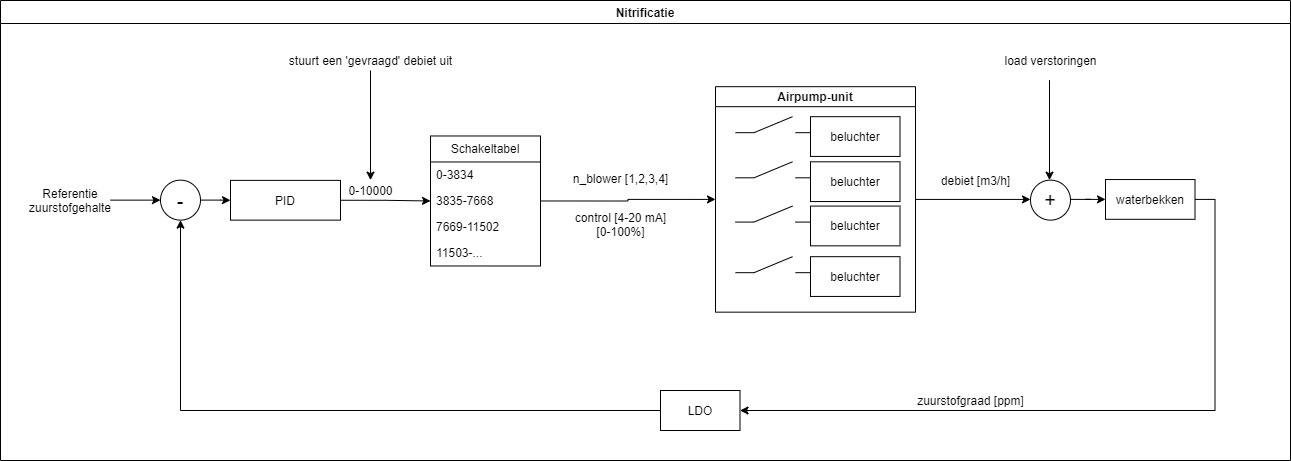 Nitrificatie
stuurt een 'gevraagd' debiet uit
load verstoringen
Airpump-unit
beluchter
beluchter
beluchter
beluchter
Schakeltabel
0-3834
3835-7668
7669-11502
11503-...
n_blower [1,2,3,4]
control [4-20 mA]
[0-100%]
debiet [m3/h]
Referentie
zuurstofgehalte
-
PID
0-10000
+
waterbekken
zuurstofgraad [ppm]
LDO